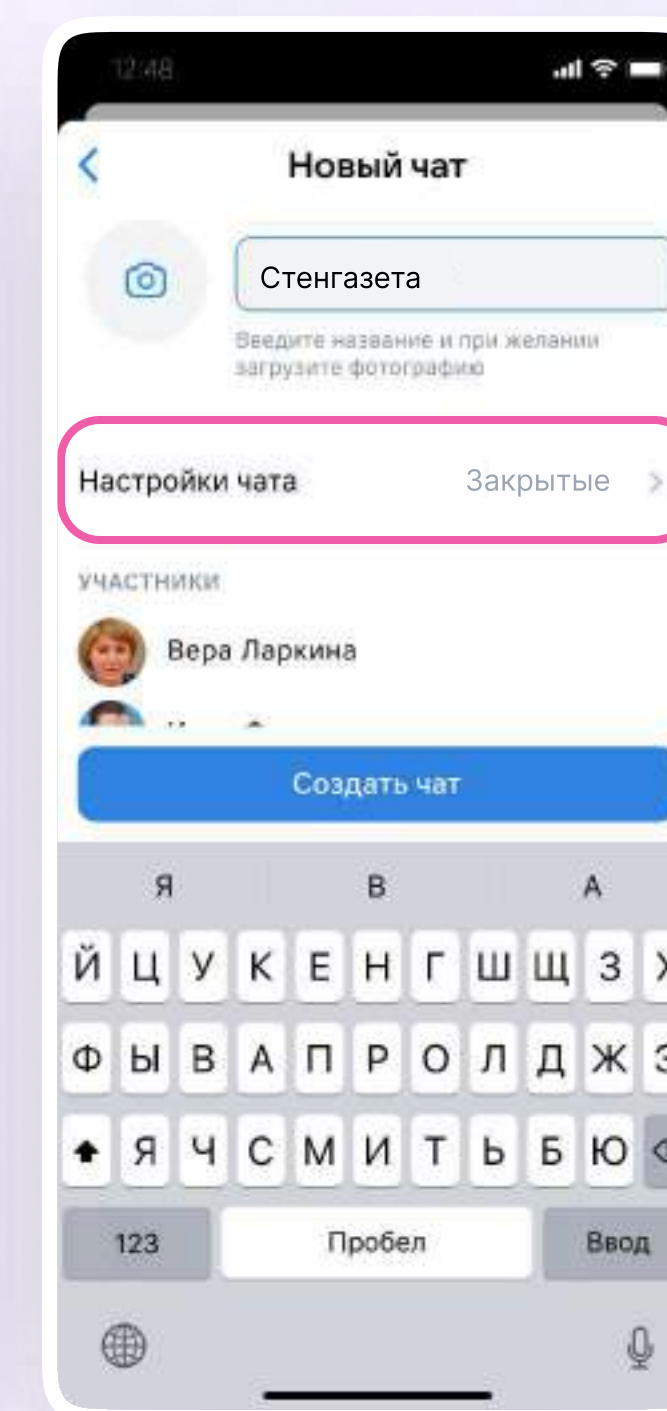 12:48
Новый чат
Стенгазета
Введите название и при желании
загрузите фотографию
Настройки чата Закрытые
УЧАСТНИКИ
Вера Ларкина
Создать чат
Я В А
Й Ц У К Е Н Г Ш Щ З Х
Ф Ы В А П Р О Л Д Ж Э
Я Ч С М И Т Ь Б Ю
123 Пробел Ввод